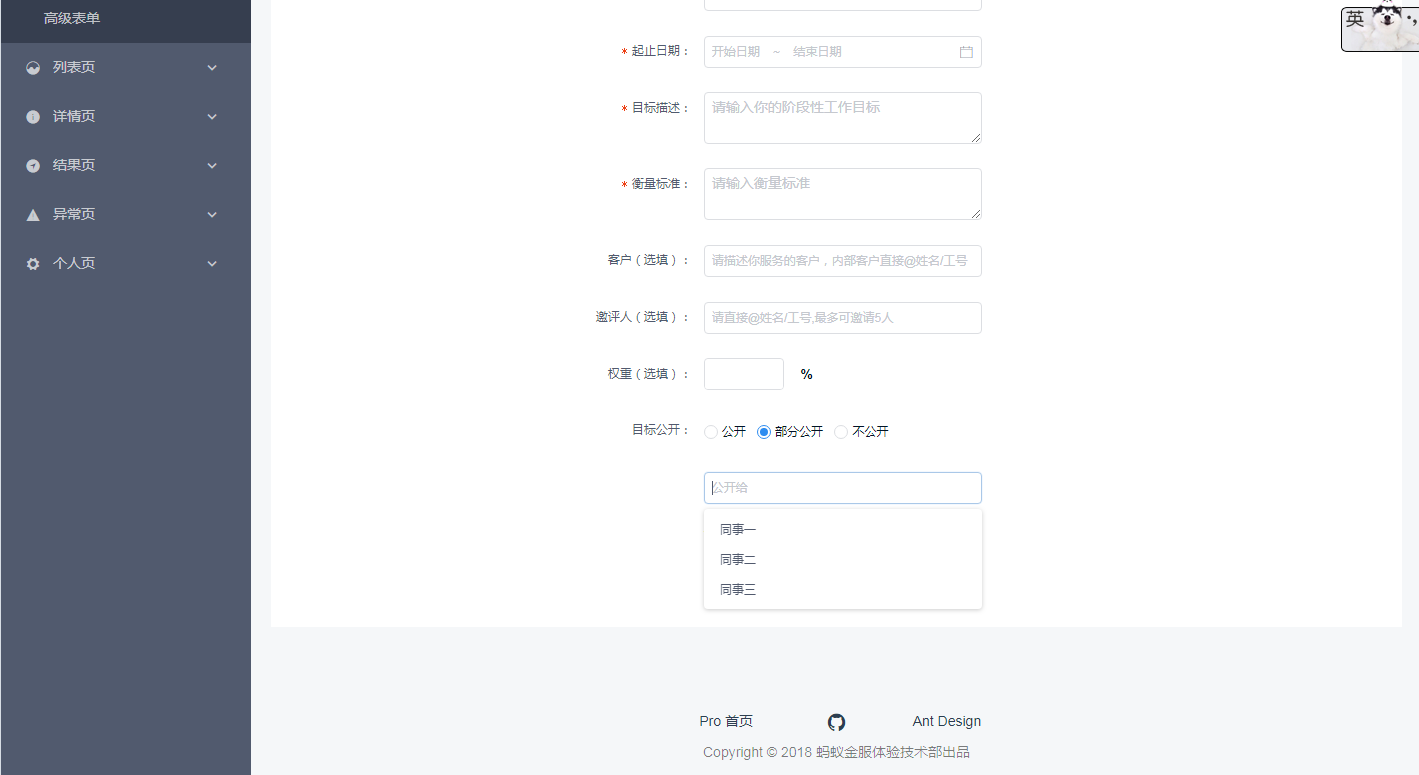 高级表单
列表页
详情页
结果页
异常页
个人页
* 起止日期：
开始日期 ~ 结束日期
* 目标描述：
请输入你的阶段性工作目标
* 衡量标准：
请输入衡量标准
客户（选填）：
请描述你服务的客户，内部客户直接@姓名/工号
邀评人（选填）：
请直接@姓名/工号,最多可邀请5人
权重（选填）：
%
目标公开：
公开 部分公开 不公开
公开给
同事一
同事二
同事三
Pro 首页 Ant Design
Copyright © 2018 蚂蚁金服体验技术部出品
英